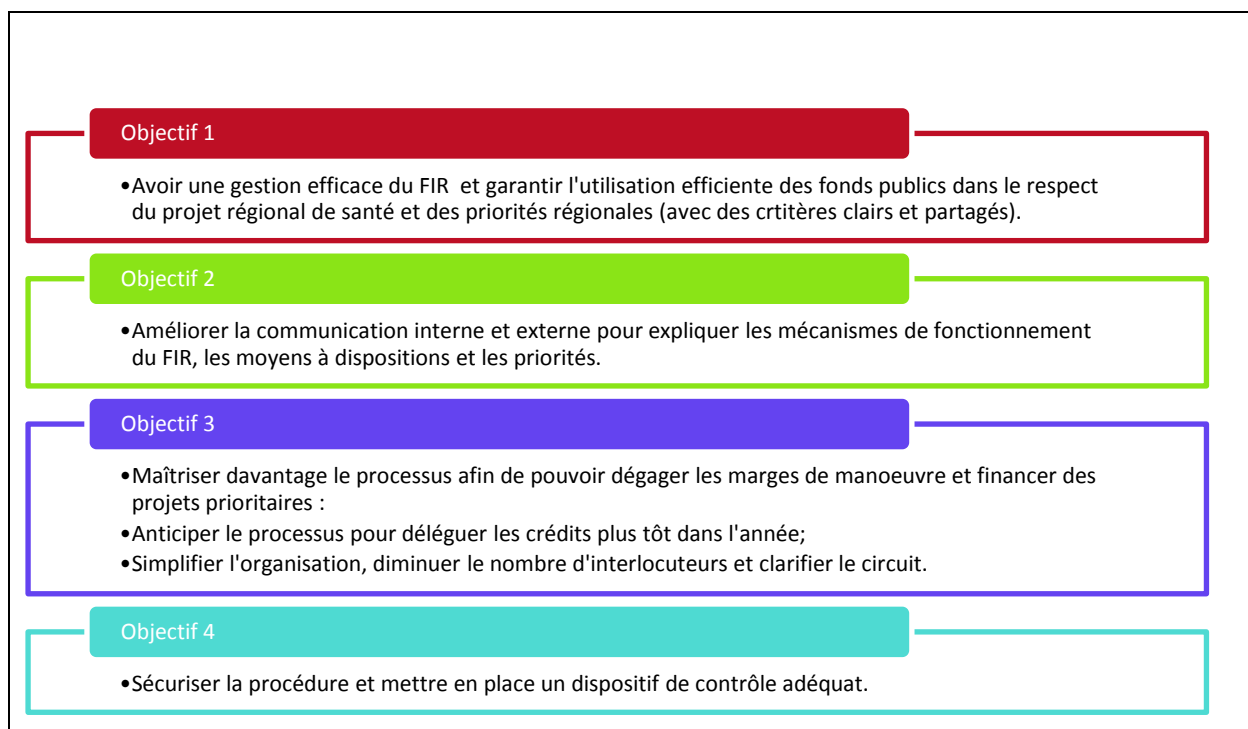 Objectif 1
•Avoir une gestion efficace du FIR  et garantir l'utilisation efficiente des fonds publics dans le respect
du projet régional de santé et des priorités régionales (avec des crtitères clairs et partagés).
Objectif 2
•Améliorer la communication interne et externe pour expliquer les mécanismes de fonctionnement
du FIR, les moyens à dispositions et les priorités.
Objectif 3
•Maîtriser davantage le processus afin de pouvoir dégager les marges de manoeuvre et financer des
projets prioritaires :
•Anticiper le processus pour déléguer les crédits plus tôt dans l'année;
•Simplifier l'organisation, diminuer le nombre d'interlocuteurs et clarifier le circuit.
Objectif 4
•Sécuriser la procédure et mettre en place un dispositif de contrôle adéquat.